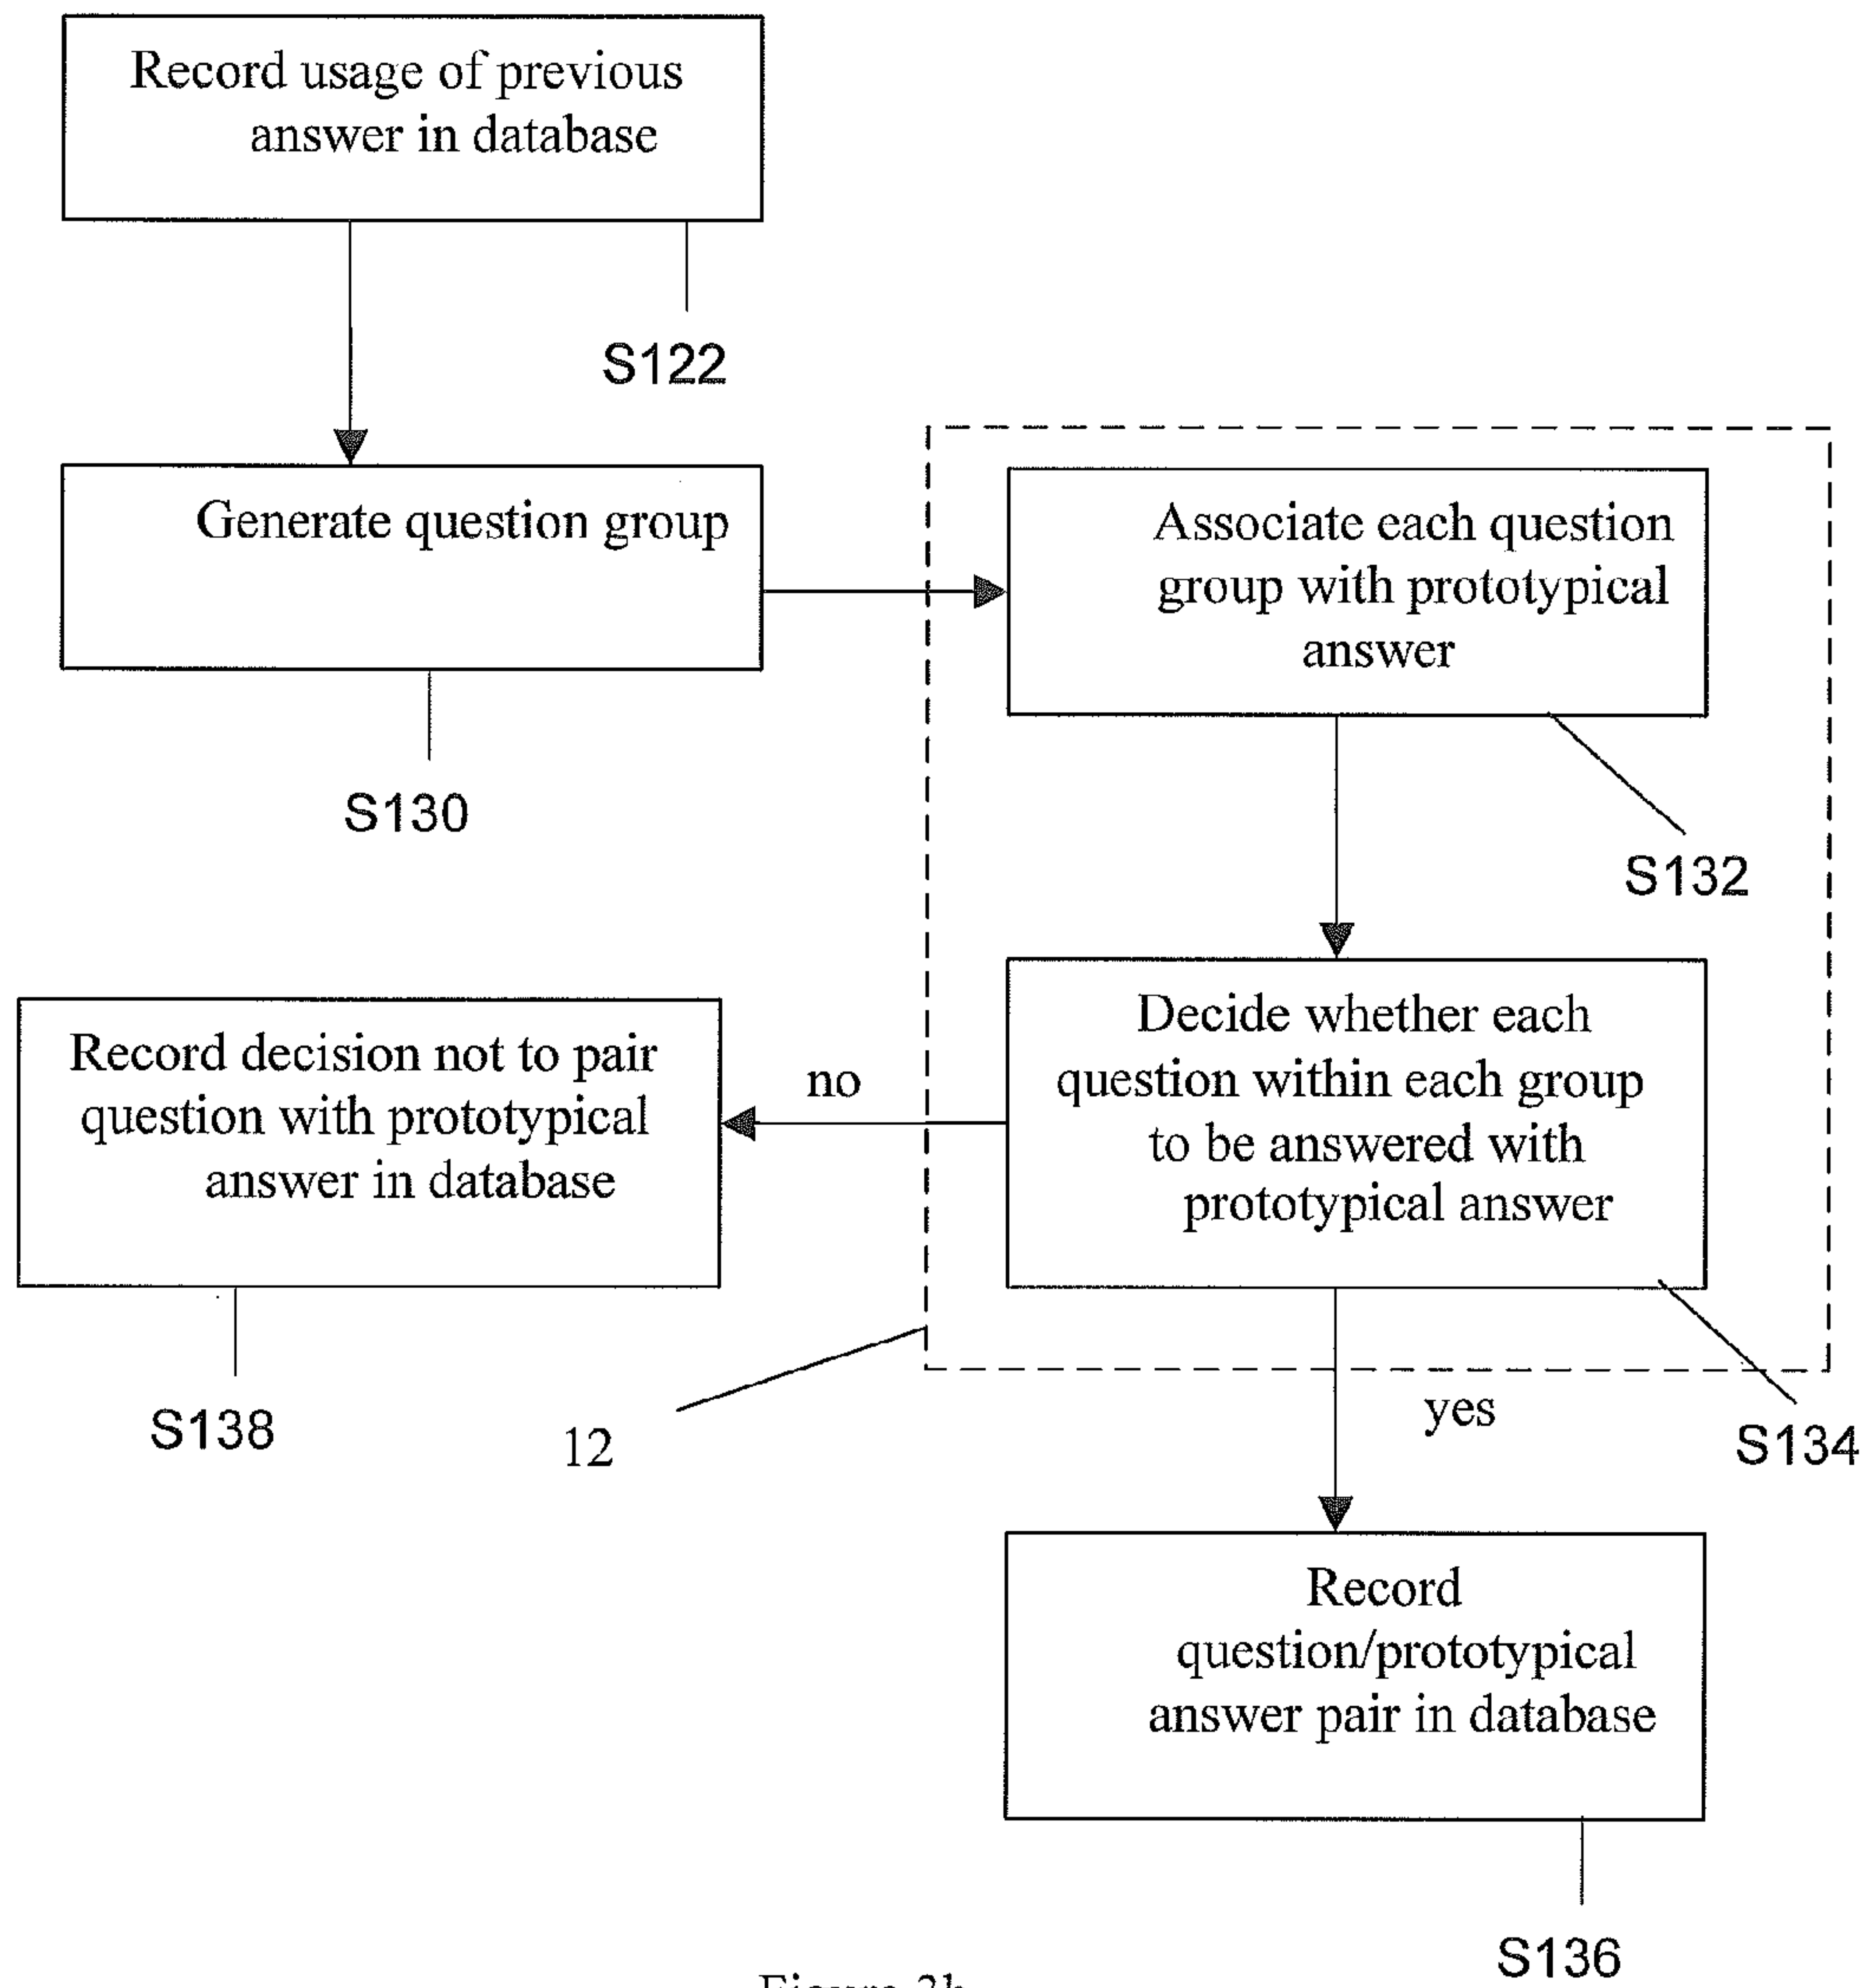 Record usage of previous
answer in database
S122
Generate question group
S130
Associate each question
group with prototypical
answer
S132
Decide whether each
question within each group
to be answered with
prototypical answer
S134
no
Record decision not to pair
question with prototypical
answer in database
S138
12
yes
Record
question/prototypical
answer pair in database
S136